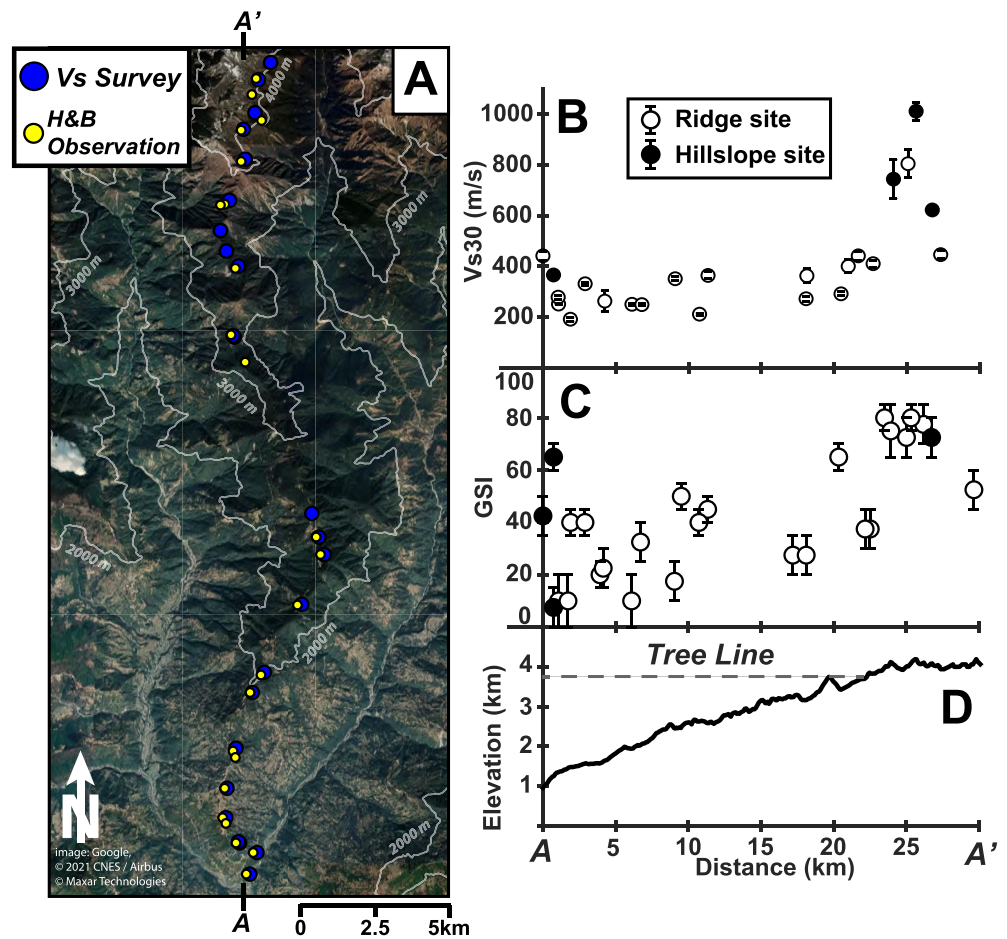 A'
Vs Survey
H&B
Observation
A
4000 m
3000 m
3000 m
3000 m
2000 m
2000 m
2000 m
N
image: Google,
© 2021 CNES / Airbus
© Maxar Technologies
A
0 2.5 5km
B
Ridge site
Hillslope site
Vs30 (m/s)
1000
800
600
400
200
C
GSI
100
80
60
40
20
0
Tree Line
D
Elevation (km)
4
3
2
1
A 5 10 15 20 25 A'
Distance (km)